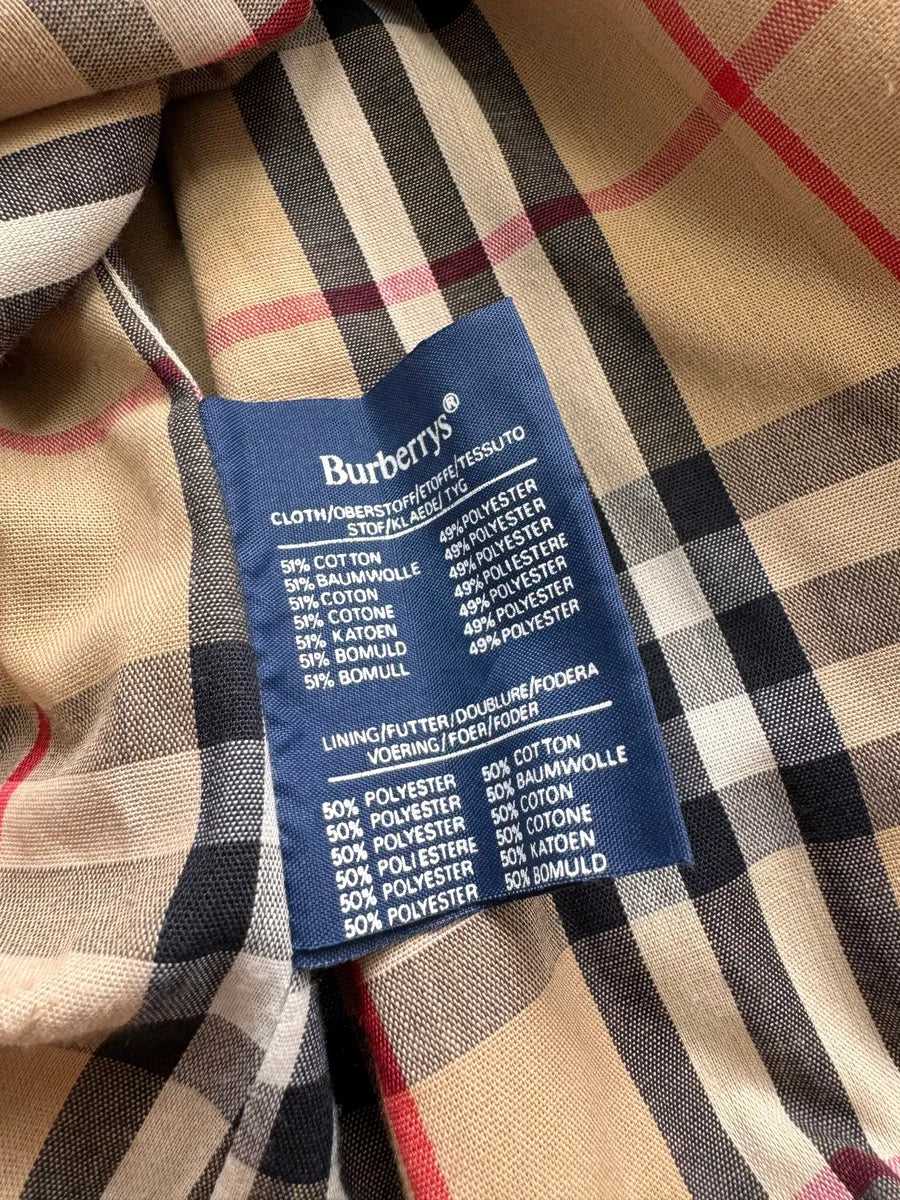 Burberrys®
CLOTH/OBERSTOFF/ETOFFE/TESSUTO
STOF/KLAEDE/TYG
51% COTTON 49% POLYESTER
51% BAUMWOLLE 49% POLYESTER
51% COTON 49% POLYESTER
51% COTONE 49% POLIESTERE
51% KATOEN 49% POLYESTER
51% BOMULD 49% POLYESTER
51% BOMULL 49% POLYESTER
LINING/FUTTER/DOUBLURE/FODERA
VOERING/FOER/FODER
50% POLYESTER 50% COTTON
50% POLYESTER 50% BAUMWOLLE
50% POLYESTER 50% COTON
50% POLIESTERE 50% COTONE
50% POLYESTER 50% KATOEN
50% POLYESTER 50% BOMULD